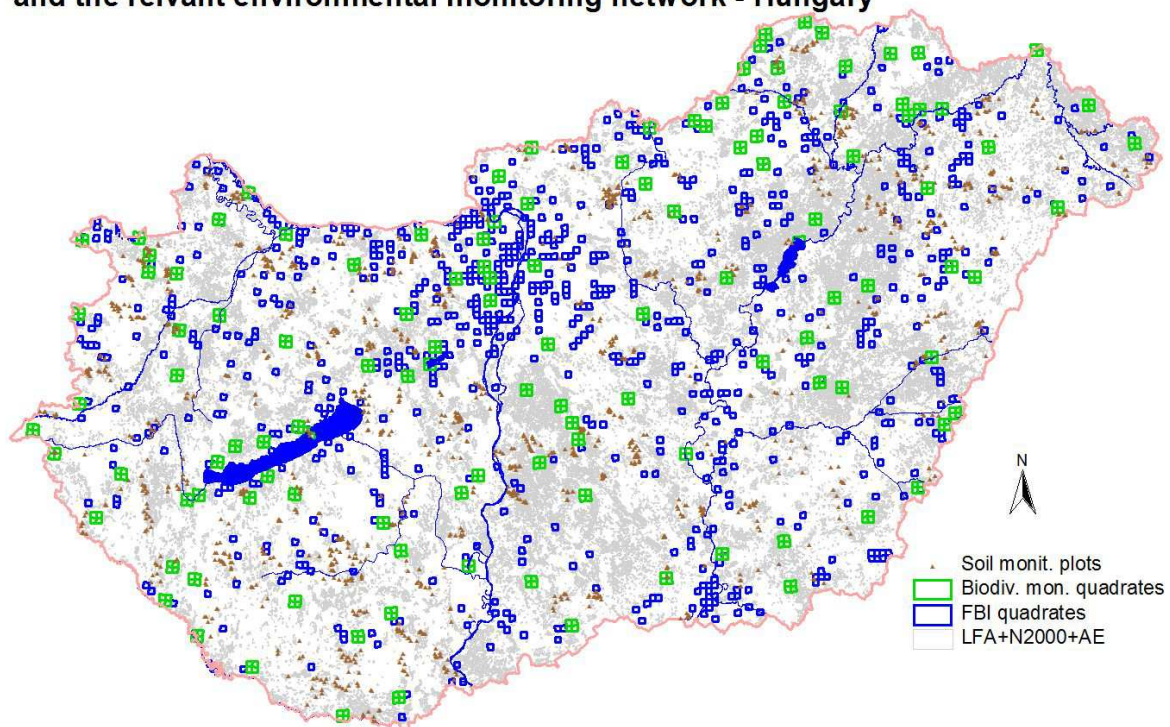 and the relvant environmental monitoring network - Hungary
N
Soil monit. plots
Biodiv. mon. quadrates
FBI quadrates
LFA+N2000+AE